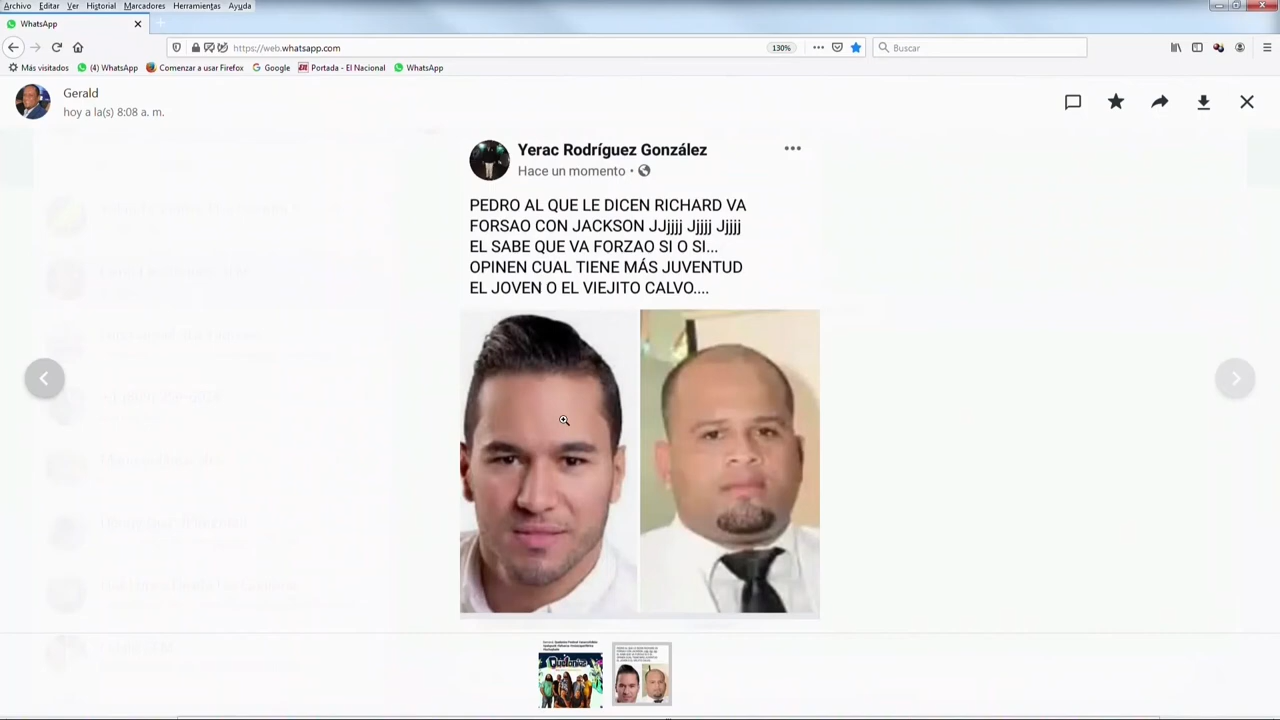 Archivo Editar Ver Historial Marcadores Herramientas Ayuda
WhatsApp
https://web.whatsapp.com
130%
Buscar
Más visitados
(4) WhatsApp
Comenzar a usar Firefox
Google
Portada - El Nacional
WhatsApp
Gerald
hoy a la(s) 8:08 a. m.
Yerac Rodríguez González
Hace un momento •
PEDRO AL QUE LE DICEN RICHARD VA
FORSAO CON JACKSON JJjjjj Jjjjj Jjjjj
EL SABE QUE VA FORZAO SI O SI...
OPINEN CUAL TIENE MÁS JUVENTUD
EL JOVEN O EL VIEJITO CALVO....